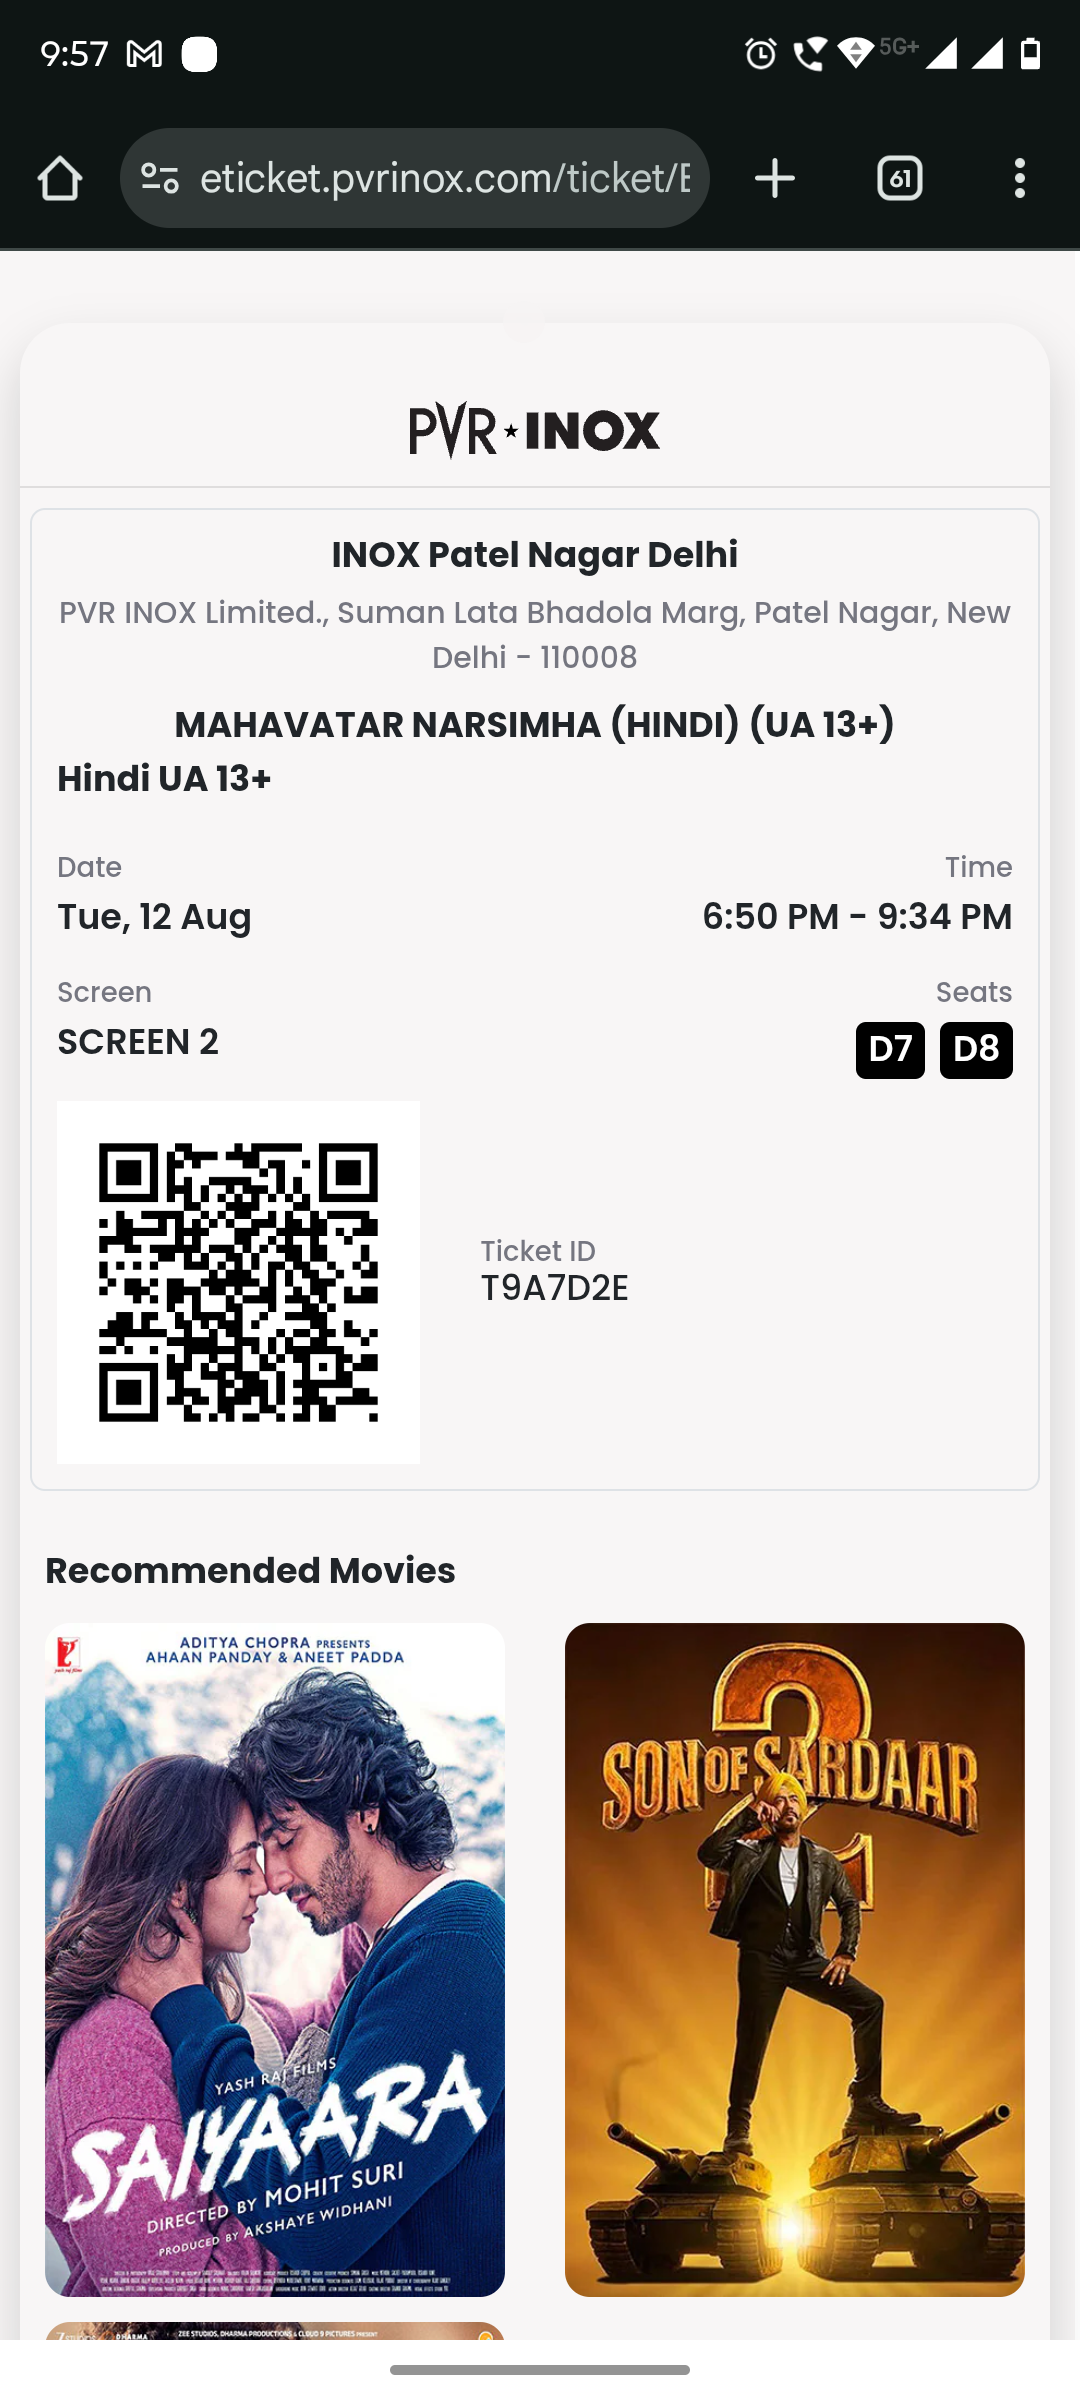 9:57
5G+
eticket.pvrinox.com/ticket/E
61
PVR INOX
INOX Patel Nagar Delhi
PVR INOX Limited., Suman Lata Bhadola Marg, Patel Nagar, New
Delhi - 110008
MAHAVATAR NARSIMHA (HINDI) (UA 13+)
Hindi UA 13+
Date
Time
Tue, 12 Aug
6:50 PM - 9:34 PM
Screen
Seats
SCREEN 2
D7 D8
Ticket ID
T9A7D2E
Recommended Movies
ADITYA CHOPRA PRESENTS
AHAAN PANDAY & ANEET PADDA
YASH RAJ FILMS
SAIYAARA
DIRECTED BY MOHIT SURI
PRODUCED BY AKSHAYE WIDHANI
2
SON OF SARDAAR
DHARMA
ZEE STUDIOS, DHARMA PRODUCTIONS & CLOUD 9 PICTURES PRESENT